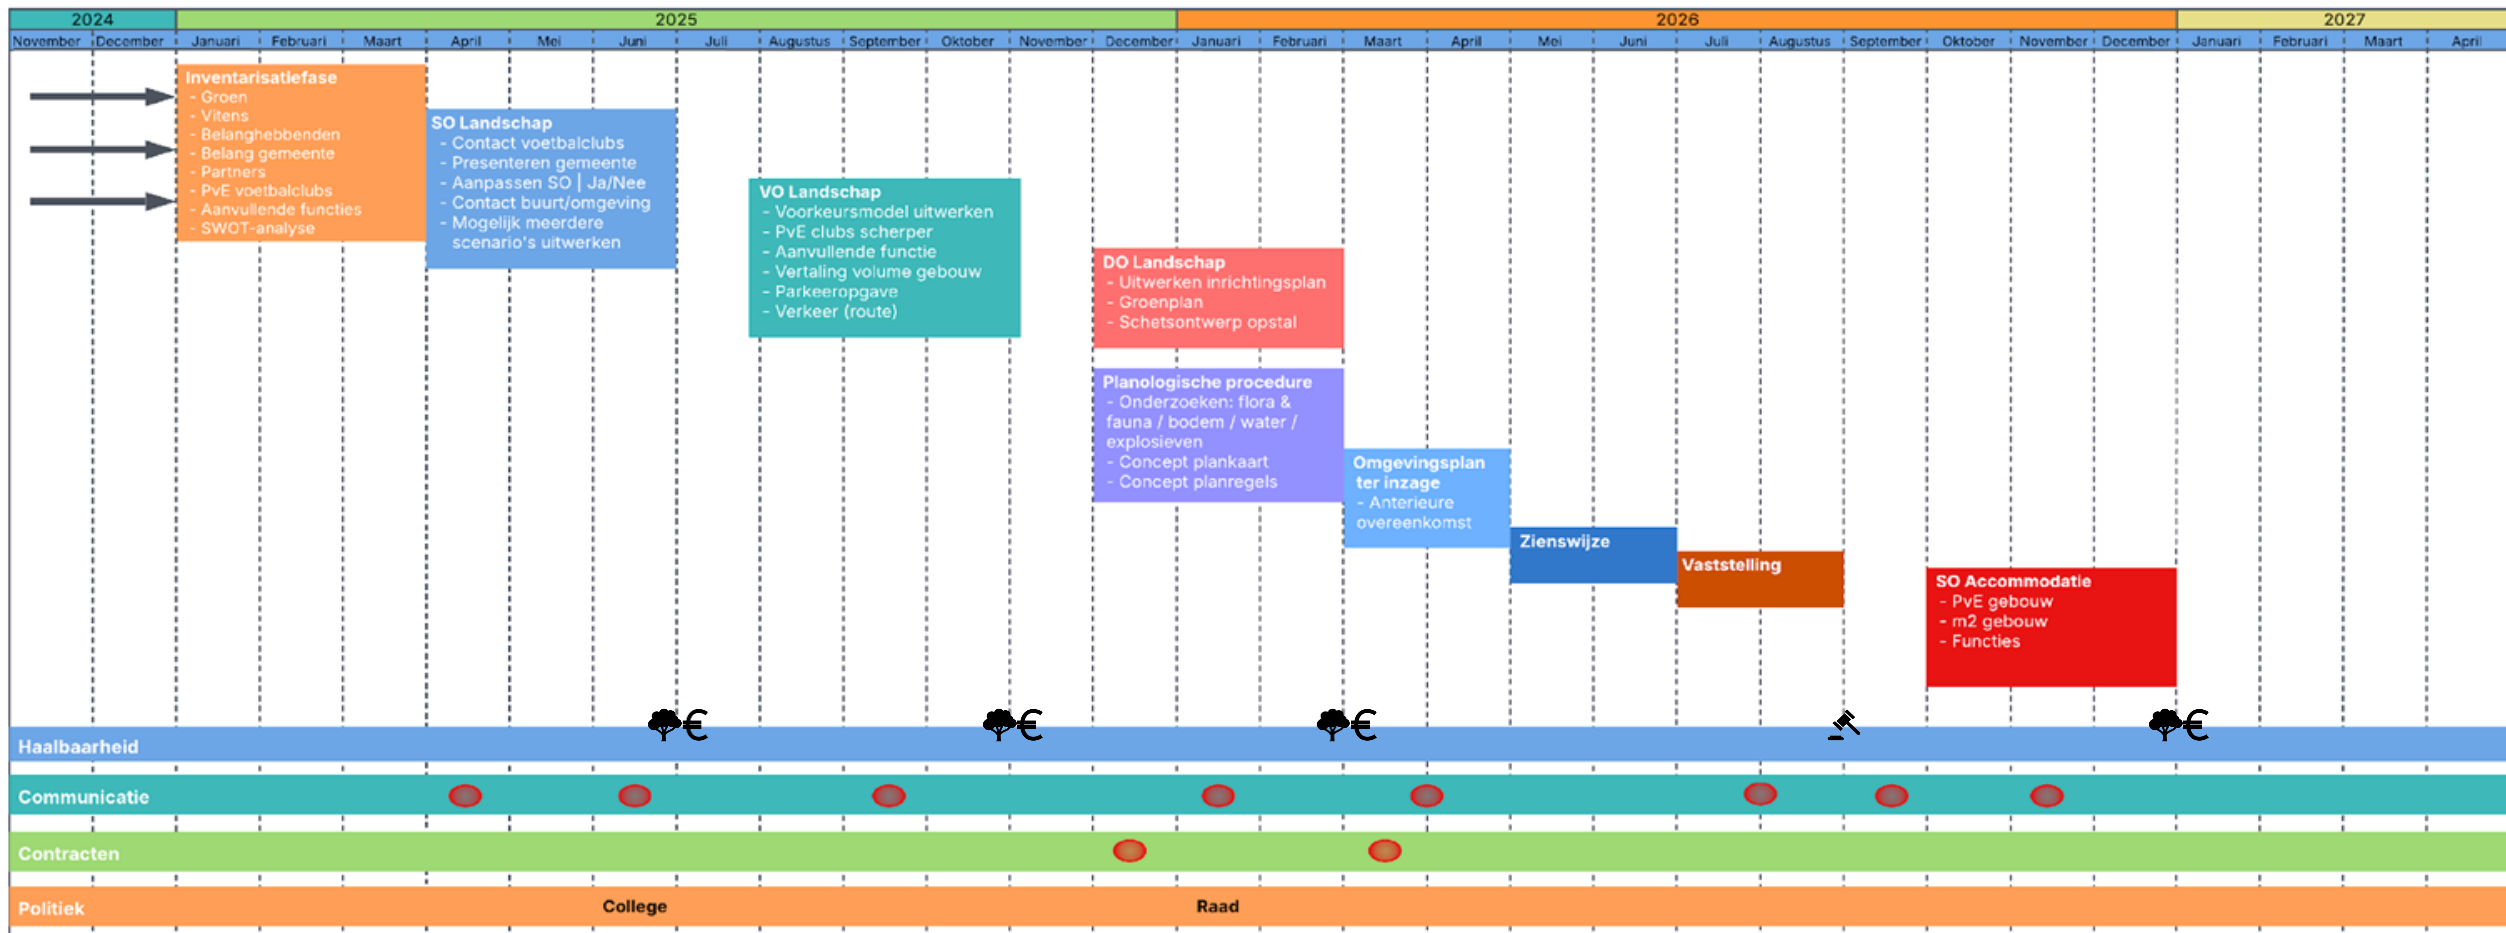 2024 2025 2026 2027
November December Januari Februari Maart April Mei Juni Juli Augustus September Oktober November December Januari Februari Maart April Mei Juni Juli Augustus September Oktober November December Januari Februari Maart April
Inventarisatiefase
- Groen
- Vitens
- Belanghebbenden
- Belang gemeente
- Partners
- PvE voetbalclubs
- Aanvullende functies
- SWOT-analyse
SO Landschap
- Contact voetbalclubs
- Presenteren gemeente
- Aanpassen SO | Ja/Nee
- Contact buurt/omgeving
- Mogelijk meerdere
scenario's uitwerken
VO Landschap
- Voorkeursmodel uitwerken
- PvE clubs scherper
- Aanvullende functie
- Vertaling volume gebouw
- Parkeeropgave
- Verkeer (route)
DO Landschap
- Uitwerken inrichtingsplan
- Groenplan
- Schetsontwerp opstal
Planologische procedure
- Onderzoeken: flora &
fauna / bodem / water /
explosieven
- Concept plankaart
- Concept planregels
Omgevingsplan
ter inzage
- Anterieure
overeenkomst
Zienswijze
Vaststelling
SO Accommodatie
- PvE gebouw
- m2 gebouw
- Functies
€ € € €
Haalbaarheid
Communicatie
Contracten
Politiek College Raad